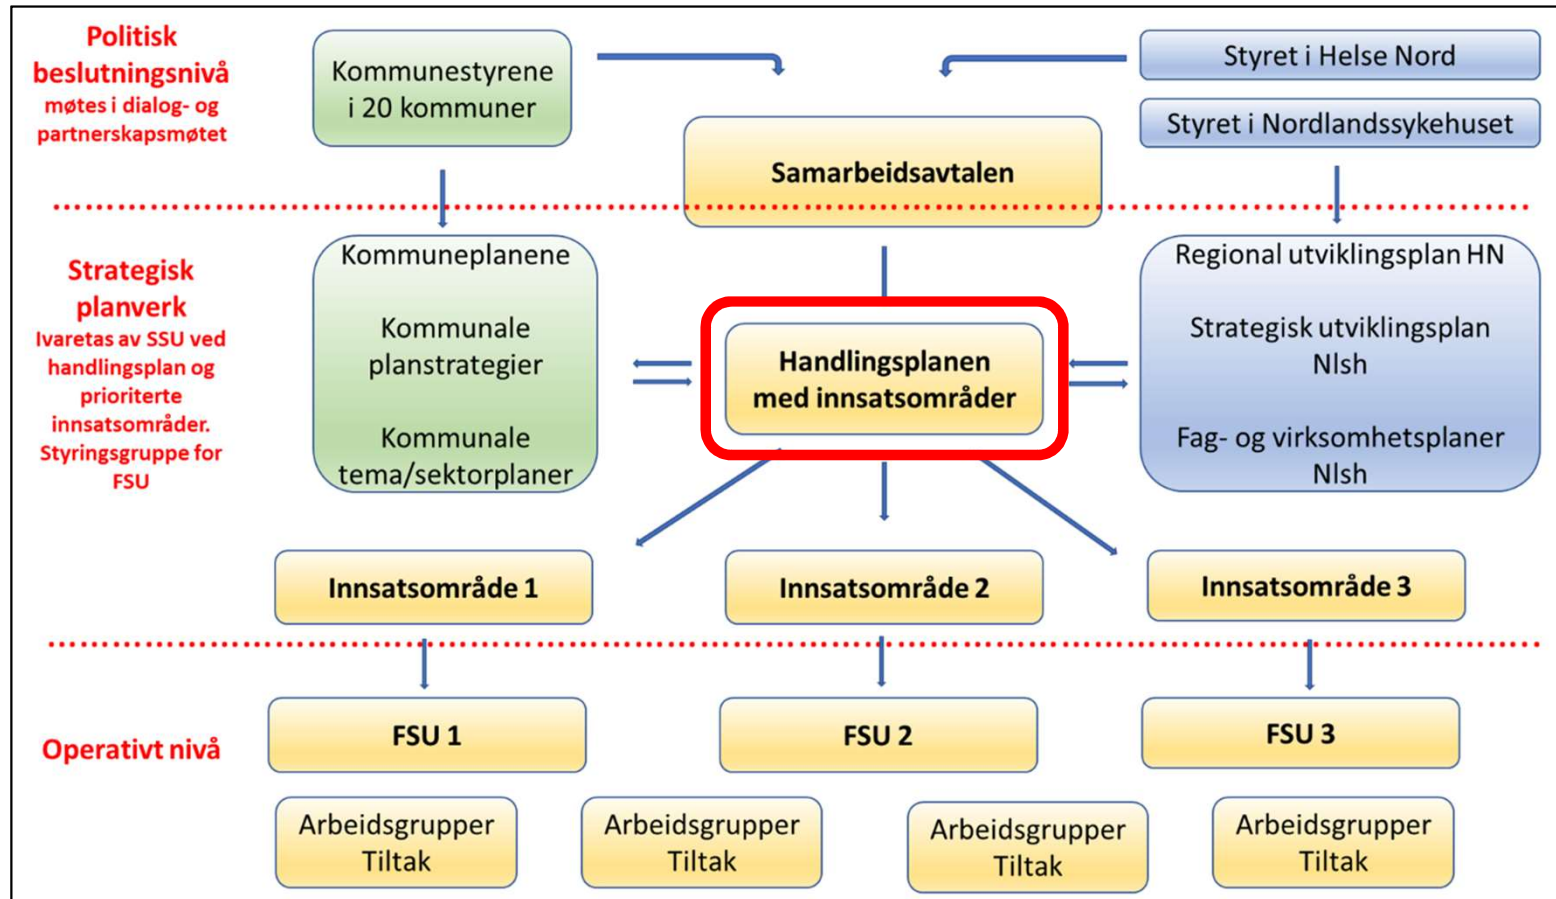 Politisk
beslutningsnivå
møtes i dialog- og
partnerskapsmøtet
Kommunestyrene
i 20 kommuner
Styret i Helse Nord
Styret i Nordlandssykehuset
Samarbeidsavtalen
Strategisk
planverk
Ivaretas av SSU ved
handlingsplan og
prioriterte
innsatsområder.
Styringsgruppe for
FSU
Kommuneplanene
Kommunale
planstrategier
Kommunale
tema/sektorplaner
Handlingsplanen
med innsatsområder
Regional utviklingsplan HN
Strategisk utviklingsplan
Nlsh
Fag- og virksomhetsplaner
Nlsh
Innsatsområde 1
Innsatsområde 2
Innsatsområde 3
Operativt nivå
FSU 1
FSU 2
FSU 3
Arbeidsgrupper
Tiltak
Arbeidsgrupper
Tiltak
Arbeidsgrupper
Tiltak
Arbeidsgrupper
Tiltak